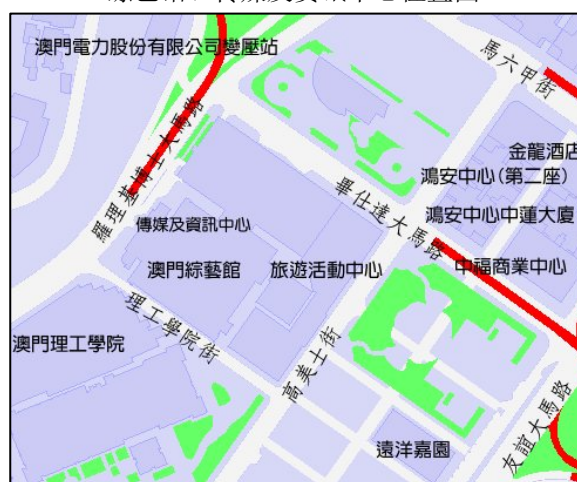 澳門電力股份有限公司變壓站
馬六甲街
金龍酒店
鴻安中心(第二座)
鴻安中心中蓮大廈
羅理基博士大馬路
畢仕達大馬路
傳媒及資訊中心
澳門綜藝館
旅遊活動中心
中福商業中心
理工學院街
澳門理工學院
高美士街
友誼大馬路
遠洋嘉園